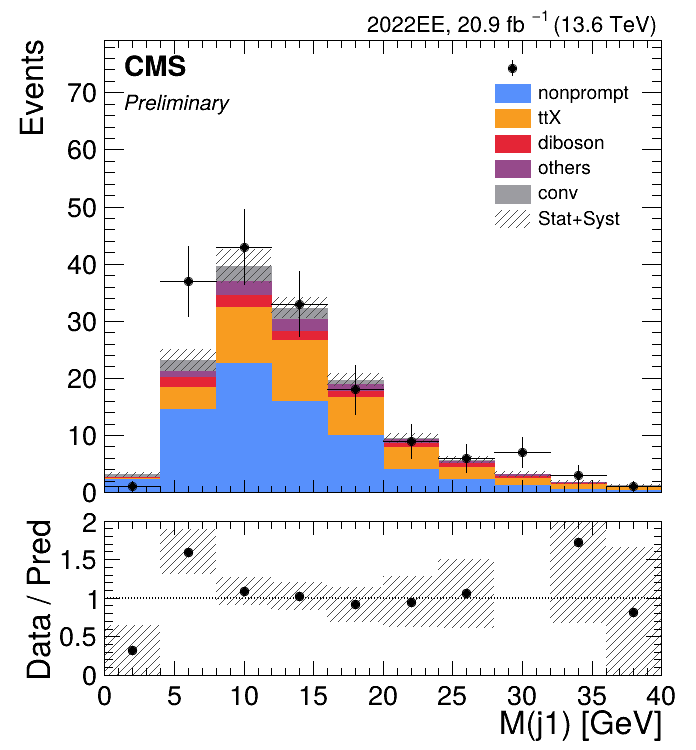 2022EE, 20.9 fb⁻¹ (13.6 TeV)
CMS
Preliminary
nonprompt
ttX
diboson
others
conv
Stat+Syst
Events
70
60
50
40
30
20
10
0
Data / Pred
2
1.5
1
0.5
0
0 5 10 15 20 25 30 35 40
M(j1) [GeV]